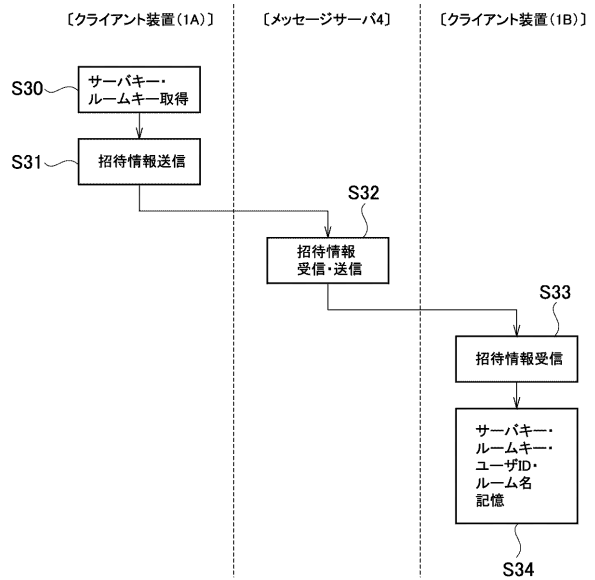 〔クライアント装置(1A)〕
〔メッセージサーバ4〕
〔クライアント装置(1B)〕
S30
サーバキー・
ルームキー取得
S31
招待情報送信
S32
招待情報
受信・送信
S33
招待情報受信
サーバキー・
ルームキー・
ユーザID・
ルーム名
記憶
S34